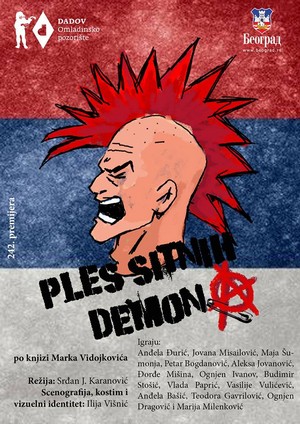 DADOV
Omladinsko
pozorište
Београд
www.beograd.rs
242. premijera
PLES SITNIH
DEMONA
po knjizi Marka Vidojkovića
Režija: Srđan J. Karanović
Scenografija, kostim i
vizuelni identitet: Ilija Višnić
Igraju:
Anđela Đurić, Jovana Misailović, Maja Šu-
monja, Petar Bogdanović, Aleksa Jovanović,
Đorđe Mišina, Ognjen Ivanov, Budimir
Stošić, Vlada Paprić, Vasilije Vulićević,
Anđela Bašić, Teodora Gavrilović, Ognjen
Dragović i Marija Milenković